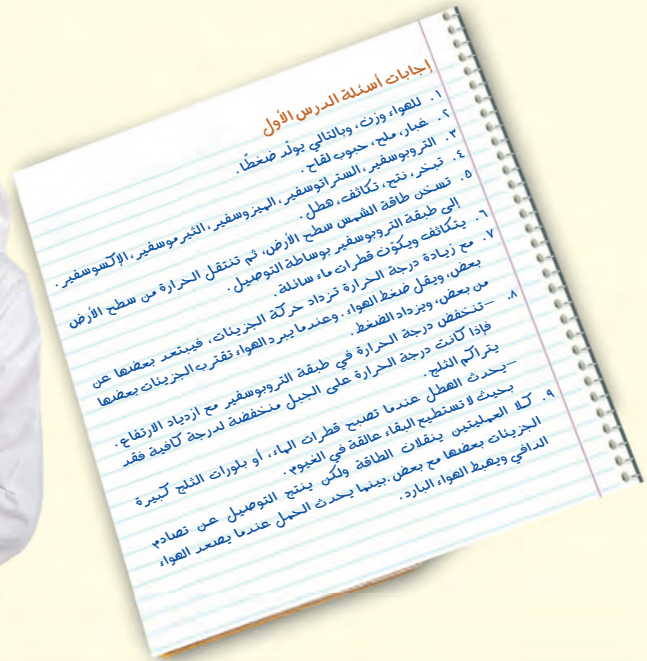 إجابات أسئلة الدرس الأول
١. للهواء وزن، وبالتالي يولّد ضغطًا.
٢. غبار، ملح، حبوب لقاح.
٣. التروبوسفير، الستراتوسفير، الميزوسفير، الثيرموسفير، الإكسوسفير.
٤. تبخر، نتح، تكاثف، هطل.
٥. تسخن طاقة الشمس سطح الأرض، ثم تنتقل الحرارة من سطح الأرض
إلى طبقة التروبوسفير بوساطة التوصيل.
٦. يتكاثف ويكوّن قطرات ماء سائلة.
٧. مع زيادة درجة الحرارة تزداد حركة الجزيئات، فيبتعد بعضها عن
بعض، ويقل ضغط الهواء. وعندما يبرد الهواء تقترب الجزيئات بعضها
من بعض، ويزداد الضغط.
٨. –تنخفض درجة الحرارة في طبقة التروبوسفير مع ازدياد الارتفاع.
فإذا كانت درجة الحرارة على الجبل منخفضة لدرجة كافية فقد
يتراكم الثلج.
–يحدث الهطل عندما تصبح قطرات الماء، أو بلورات الثلج كبيرة
بحيث لا تستطيع البقاء عالقة في الغيوم.
٩. كلا العمليتين ينقلات الطاقة ولكن ينتج التوصيل عن تصادم
الجزيئات بعضها مع بعض.بينما يحدث الحمل عندما يصعد الهواء
الدافي ويهبط الهواء البارد.